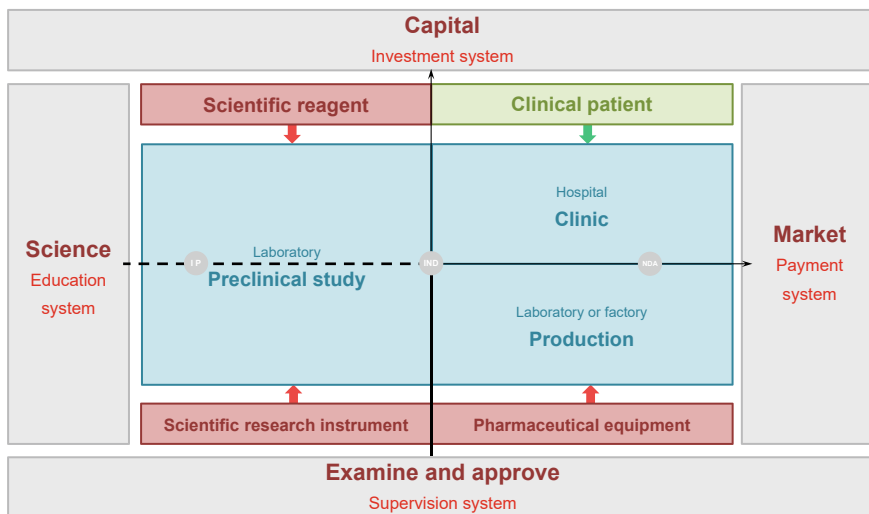 Capital
Investment system
Scientific reagent
Clinical patient
Science
Education
system
Laboratory
Preclinical study
I P
IND
Hospital
Clinic
NDA
Laboratory or factory
Production
Market
Payment
system
Scientific research instrument
Pharmaceutical equipment
Examine and approve
Supervision system